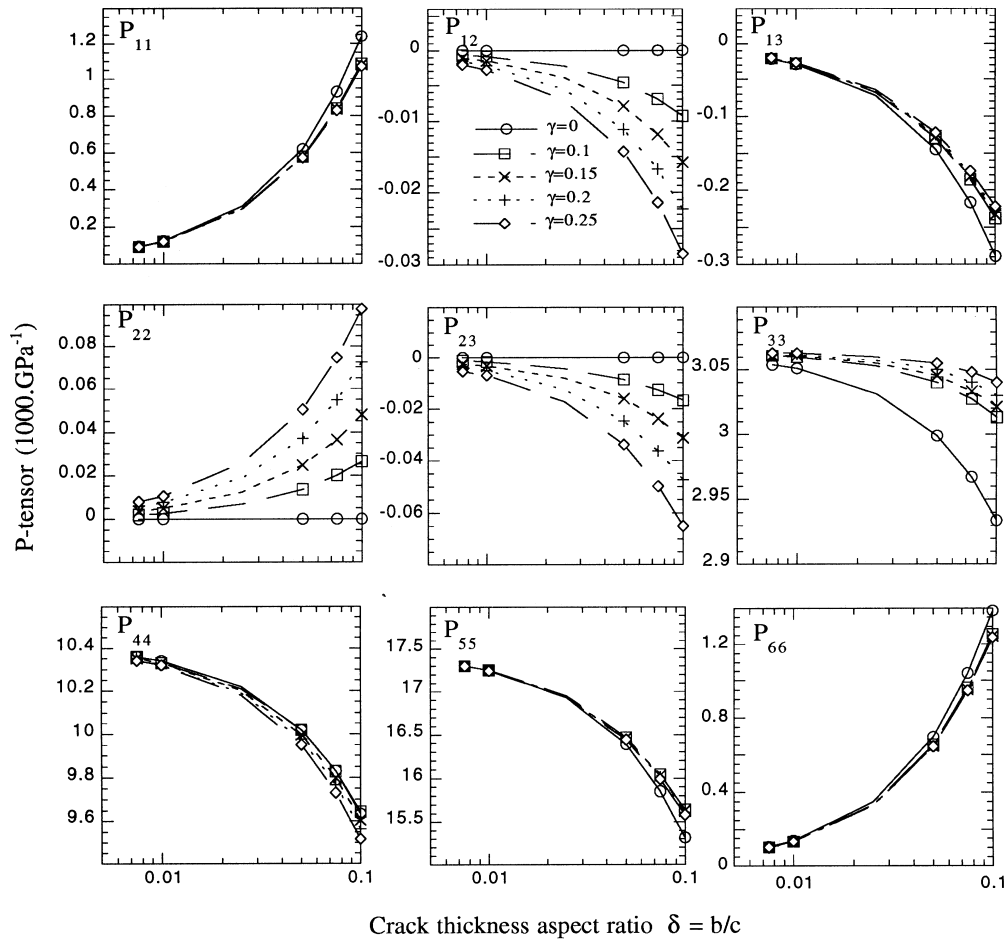 P11
1.2
1
0.8
0.6
0.4
0.2
P12
0
-0.01
-0.02
-0.03
γ=0
γ=0.1
γ=0.15
γ=0.2
γ=0.25
P13
0
-0.1
-0.2
-0.3
P-tensor (1000.GPa-1)
P22
0.08
0.06
0.04
0.02
0
P23
0
-0.02
-0.04
-0.06
P33
3.05
3
2.95
2.9
P44
10.4
10.2
10
9.8
9.6
0.01
0.1
P55
17.5
17
16.5
16
15.5
0.01
0.1
P66
1.2
0.8
0.4
0
0.01
0.1
Crack thickness aspect ratio δ = b/c